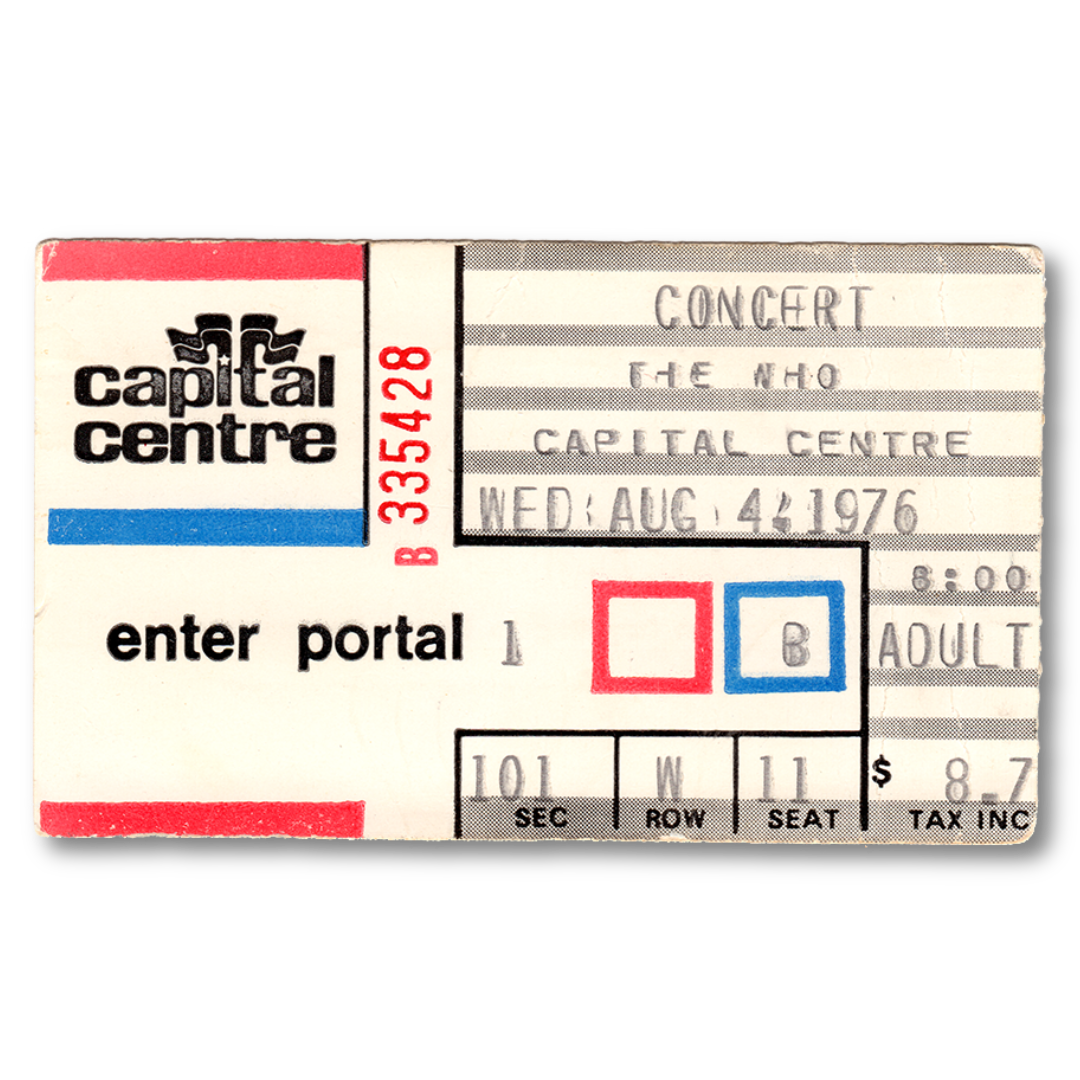 capital
centre
B 335428
CONCERT
THE WHO
CAPITAL CENTRE
WED AUG 4 1976
8:00
enter portal 1 B ADULT
101 W 11 $ 8.7
SEC ROW SEAT TAX INC